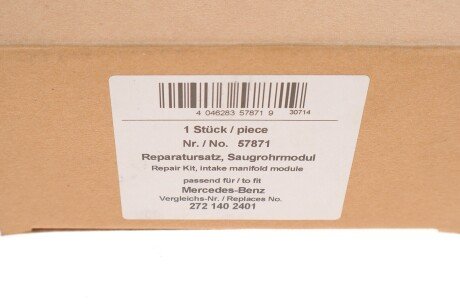 4 046283 57871 9 30714
1 Stück / piece
Nr. / No. 57871
Reparatursatz, Saugrohrmodul
Repair Kit, intake manifold module
passend für / to fit
Mercedes-Benz
Vergleichs-Nr. / Replaces No.
272 140 2401